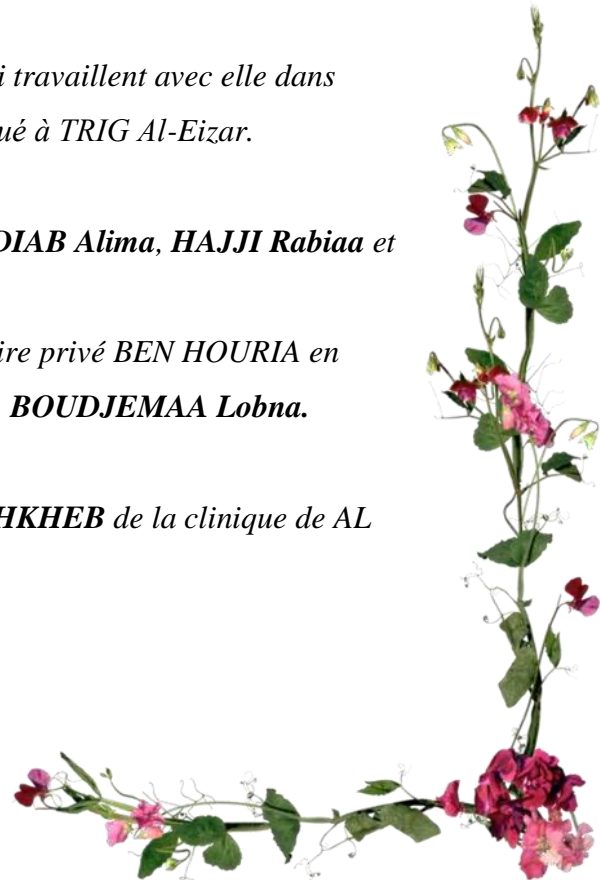 i travaillent avec elle dans
ué à TRIG Al-Eizar.
DIAB Alima, HAJJI Rabiaa et
ire privé BEN HOURIA en
BOUDJEMAA Lobna.
HKHEB de la clinique de AL